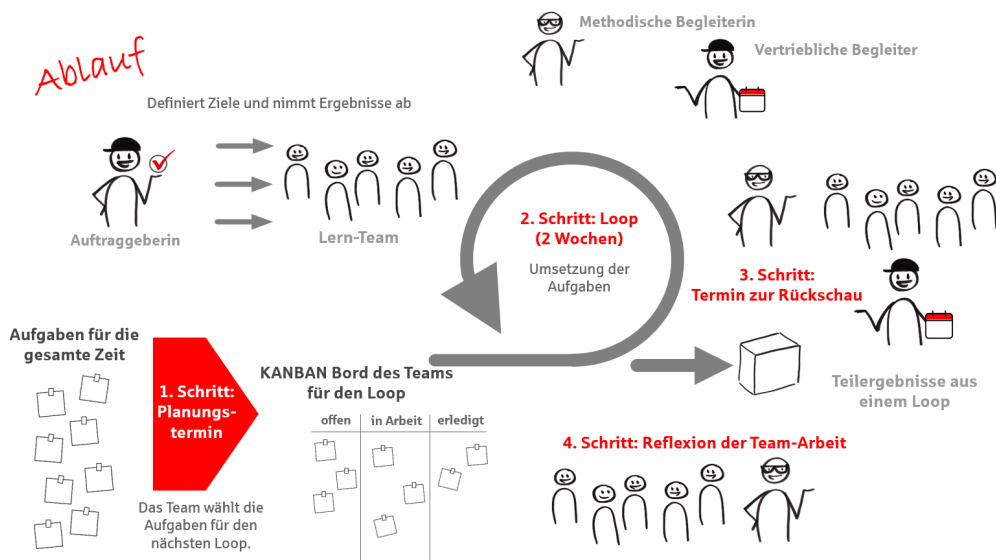 Ablauf
Methodische Begleiterin
Vertriebliche Begleiter
Definiert Ziele und nimmt Ergebnisse ab
Auftraggeberin
Lern-Team
2. Schritt: Loop
(2 Wochen)
Umsetzung der
Aufgaben
3. Schritt:
Termin zur Rückschau
Teilergebnisse aus
einem Loop
Aufgaben für die
gesamte Zeit
1. Schritt:
Planungs-
termin
Das Team wählt die
Aufgaben für den
nächsten Loop.
KANBAN Bord des Teams
für den Loop
offen in Arbeit erledigt
4. Schritt: Reflexion der Team-Arbeit